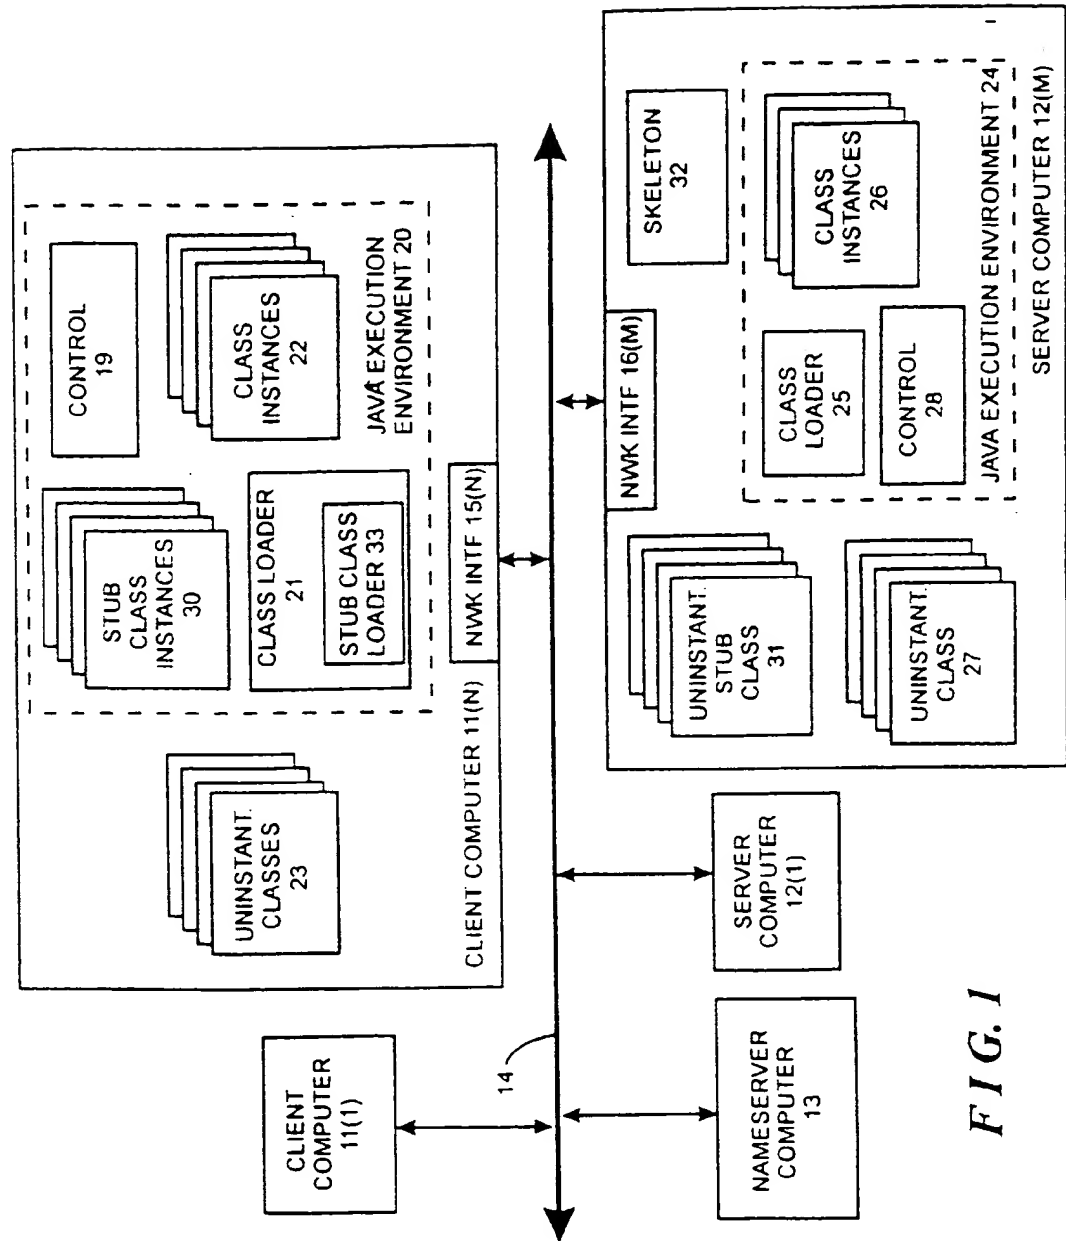 CLIENT
COMPUTER
11(1)
UNINSTANT.
CLASSES
23
STUB
CLASS
INSTANCES
30
CONTROL
19
CLASS LOADER
21
STUB CLASS
LOADER 33
CLASS
INSTANCES
22
JAVA EXECUTION
ENVIRONMENT 20
CLIENT COMPUTER 11(N)
NWK INTF 15(N)
14
NAMESERVER
COMPUTER
13
SERVER
COMPUTER
12(1)
NWK INTF 16(M)
SKELETON
32
UNINSTANT.
STUB
CLASS
31
UNINSTANT.
CLASS
27
CLASS
LOADER
25
CONTROL
28
CLASS
INSTANCES
26
JAVA EXECUTION ENVIRONMENT 24
SERVER COMPUTER 12(M)
FIG. 1